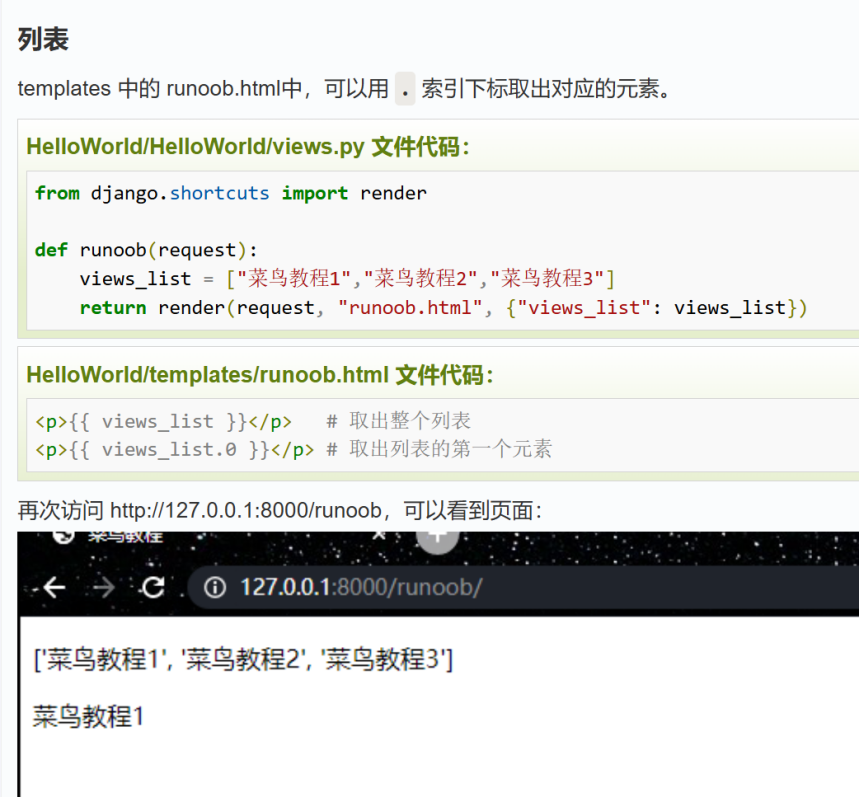 列表
templates 中的 runoob.html中，可以用 . 索引下标取出对应的元素。
HelloWorld/HelloWorld/views.py 文件代码：
from django.shortcuts import render
def runoob(request):
    views_list = ["菜鸟教程1","菜鸟教程2","菜鸟教程3"]
    return render(request, "runoob.html", {"views_list": views_list})
HelloWorld/templates/runoob.html 文件代码：
<p>{{ views_list }}</p>   # 取出整个列表
<p>{{ views_list.0 }}</p> # 取出列表的第一个元素
再次访问 http://127.0.0.1:8000/runoob，可以看到页面：
菜鸟教程
127.0.0.1:8000/runoob/
['菜鸟教程1', '菜鸟教程2', '菜鸟教程3']
菜鸟教程1